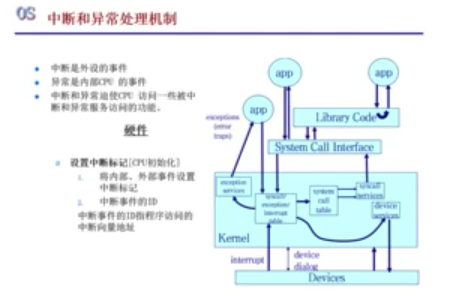 OS
中断和异常处理机制
中断是外设的事件
异常是内部CPU 的事件
中断和异常迫使CPU 访问一些被中
断和异常服务访问的功能。
硬件
设置中断标记[CPU初始化]
1. 将内部、外部事件设置
中断标记
2. 中断事件的ID
中断事件的ID指程序访问的
中断向量地址
app
app
app
exceptions
(error
traps)
Library Code
System Call Interface
exception
services
syscall/
exception/
interrupt
table
system
call
table
syscall
services
device
services
Kernel
interrupt
device
dialog
Devices